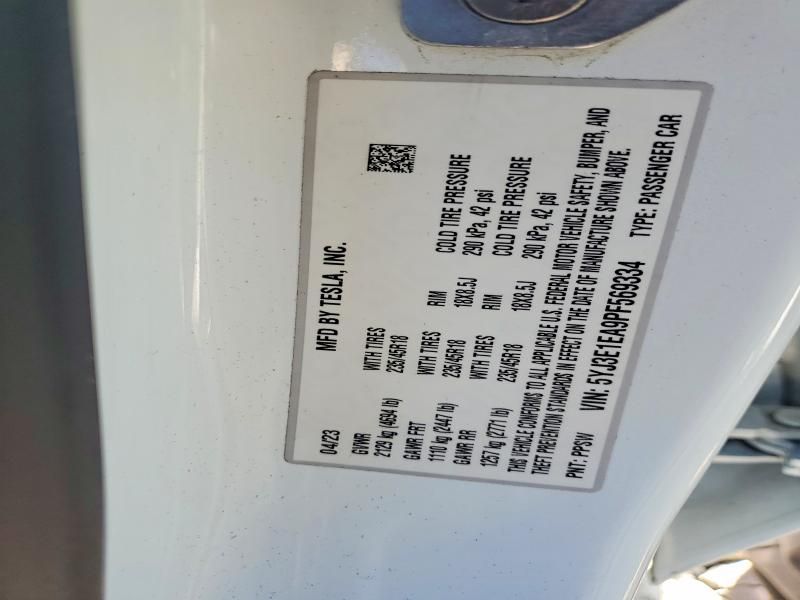 MFD BY TESLA, INC.
04/23
GVWR WITH TIRES RIM COLD TIRE PRESSURE
2129 kg (4694 lb) 235/45R18 18X8.5J 290 kPa, 42 psi
GAWR FRT WITH TIRES RIM COLD TIRE PRESSURE
1110 kg (2447 lb) 235/45R18 18X8.5J 290 kPa, 42 psi
GAWR RR WITH TIRES
1257 kg (2771 lb) 235/45R18
THIS VEHICLE CONFORMS TO ALL APPLICABLE U.S. FEDERAL MOTOR VEHICLE SAFETY, BUMPER, AND
THEFT PREVENTION STANDARDS IN EFFECT ON THE DATE OF MANUFACTURE SHOWN ABOVE.
PNT: PPSW VIN: 5YJ3E1EA9PF569334 TYPE: PASSENGER CAR